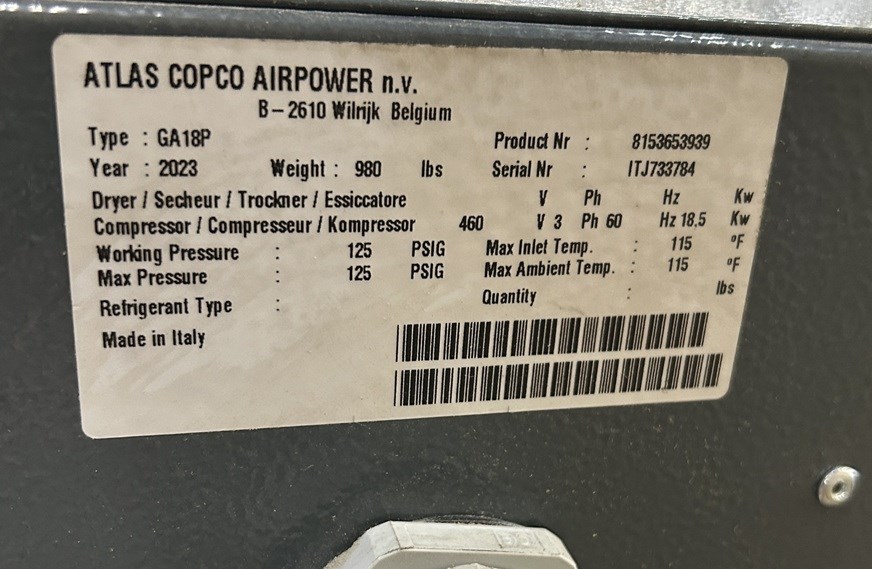 ATLAS COPCO AIRPOWER n.v.
B-2610 Wilrijk Belgium
Type : GA18P Product Nr : 8153653939
Year : 2023 Weight : 980 lbs Serial Nr : ITJ733784
Dryer / Secheur / Trockner / Essiccatore V Ph Hz Kw
Compressor / Compresseur / Kompressor 460 V 3 Ph 60 Hz 18.5 Kw
Working Pressure : 125 PSIG Max Inlet Temp. : 115 °F
Max Pressure : 125 PSIG Max Ambient Temp. : 115 °F
Refrigerant Type : Quantity : lbs
Made in Italy